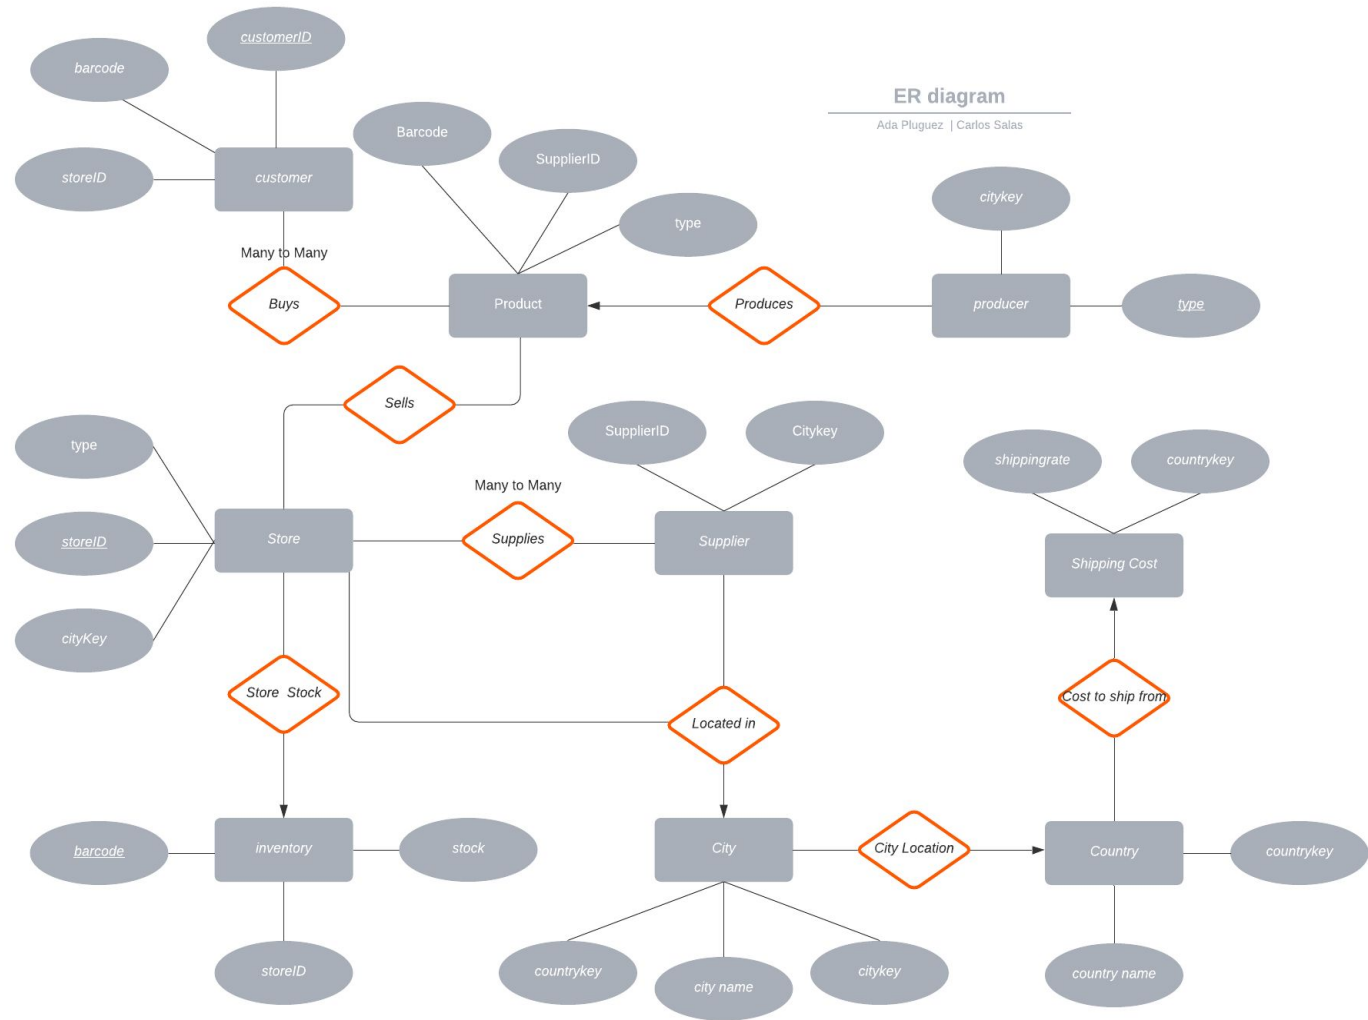 customerID
barcode
ER diagram
Ada Pluguez | Carlos Salas
Barcode
SupplierID
storeID
customer
citykey
type
Many to Many
Buys
Product
Produces
producer
type
Sells
type
SupplierID
Citykey
shippingrate
countrykey
Many to Many
storeID
Store
Supplies
Supplier
Shipping Cost
cityKey
Store Stock
Located in
Cost to ship from
barcode
inventory
stock
City
City Location
Country
countrykey
storeID
countrykey
city name
citykey
country name